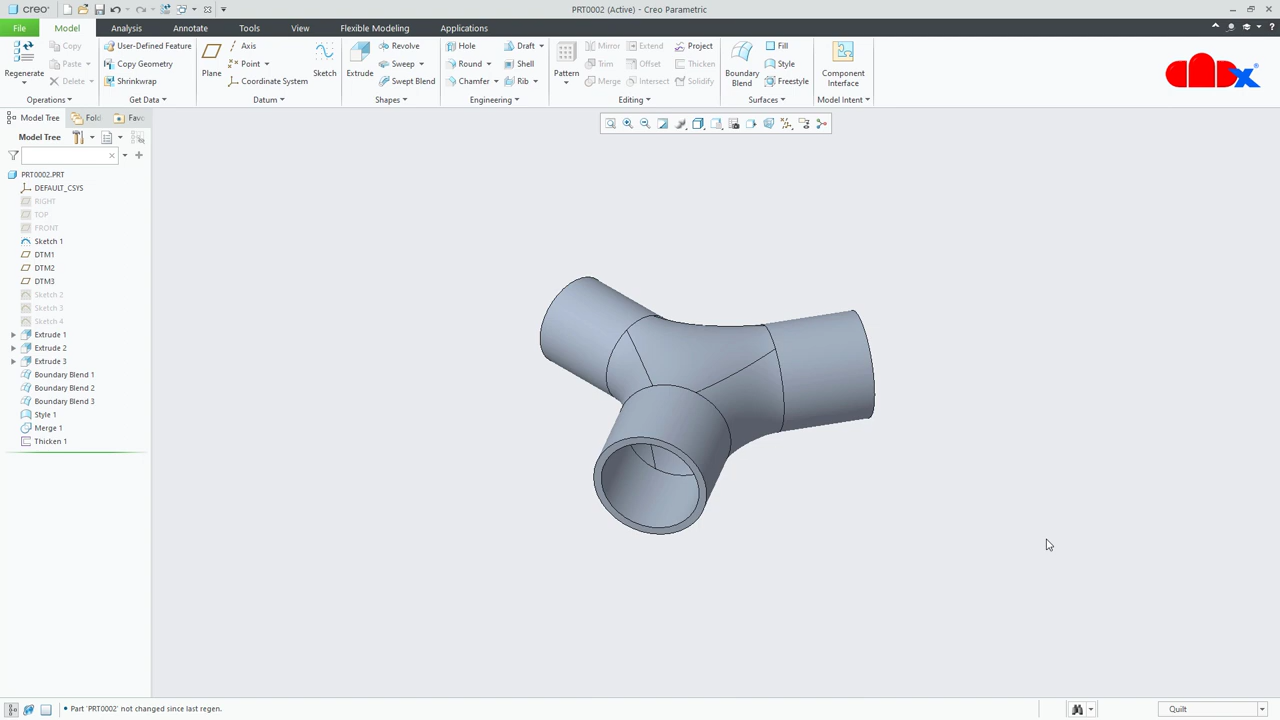 creo
PRT0002 (Active) - Creo Parametric
File Model Analysis Annotate Tools View Flexible Modeling Applications
Regenerate
Copy
Paste
Delete
Operations
User-Defined Feature
Copy Geometry
Shrinkwrap
Get Data
Plane
Axis
Point
Coordinate System
Sketch
Datum
Extrude
Revolve
Sweep
Swept Blend
Shapes
Hole
Round
Chamfer
Draft
Shell
Rib
Engineering
Pattern
Mirror
Trim
Merge
Extend
Offset
Intersect
Project
Thicken
Solidify
Editing
Boundary
Blend
Fill
Style
Freestyle
Surfaces
Component
Interface
Model Intent
CADX
Model Tree Fold Favo
Model Tree
PRT0002.PRT
DEFAULT_CSYS
RIGHT
TOP
FRONT
Sketch 1
DTM1
DTM2
DTM3
Sketch 2
Sketch 3
Sketch 4
Extrude 1
Extrude 2
Extrude 3
Boundary Blend 1
Boundary Blend 2
Boundary Blend 3
Style 1
Merge 1
Thicken 1
Part 'PRT0002' not changed since last regen.
Quilt